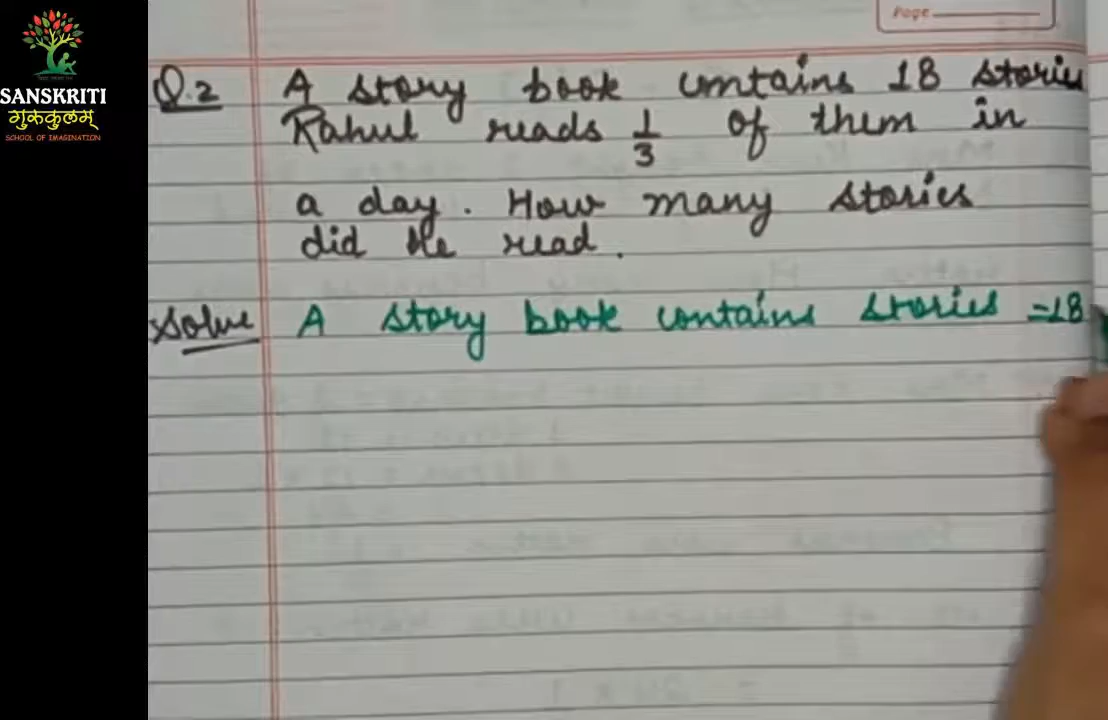 Page
SANSKRITI
गुरुकुलम्
SCHOOL OF IMAGINATION
Q.2 A story book contains 18 stories
Rahul reads 1/3 of them in
a day. How many stories
did He read.
Solve A story book contains stories =18